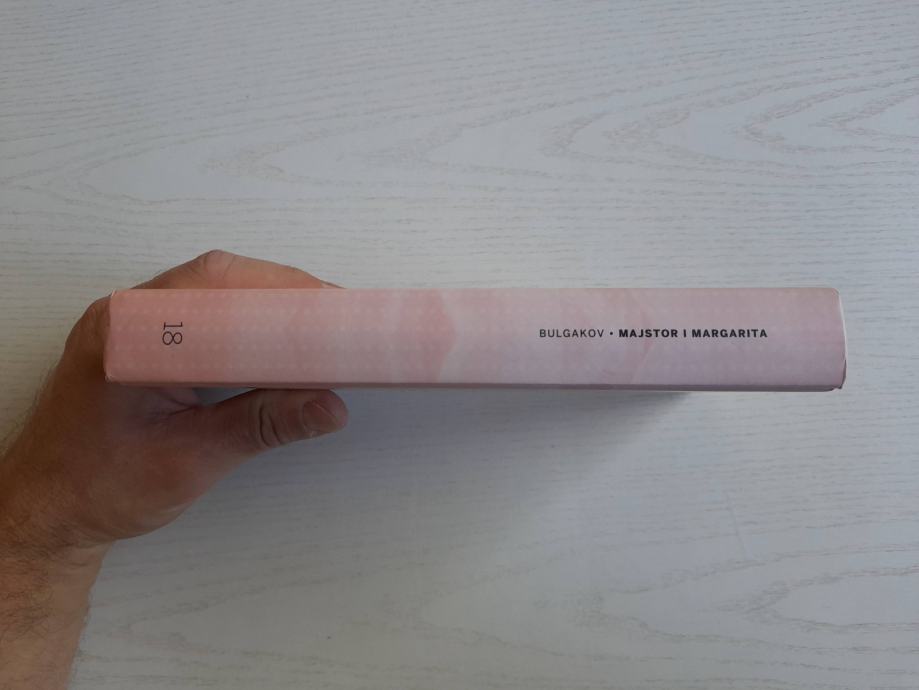 18
BULGAKOV • MAJSTOR I MARGARITA